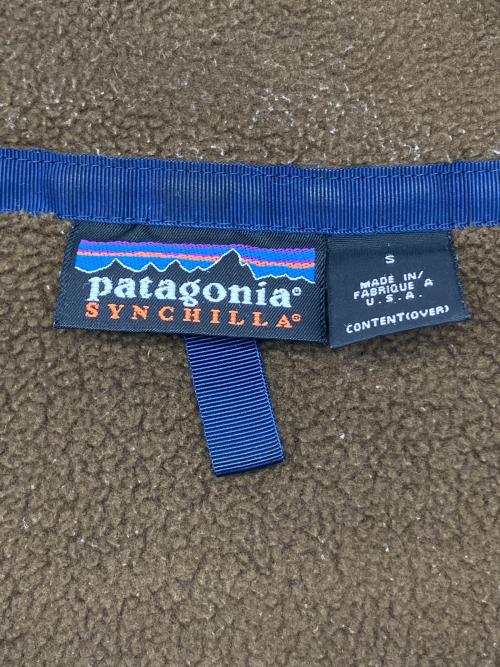 patagonia®
SYNCHILLA®
S
MADE IN/
FABRIQUE A
U.S.A.
CONTENT(OVER)